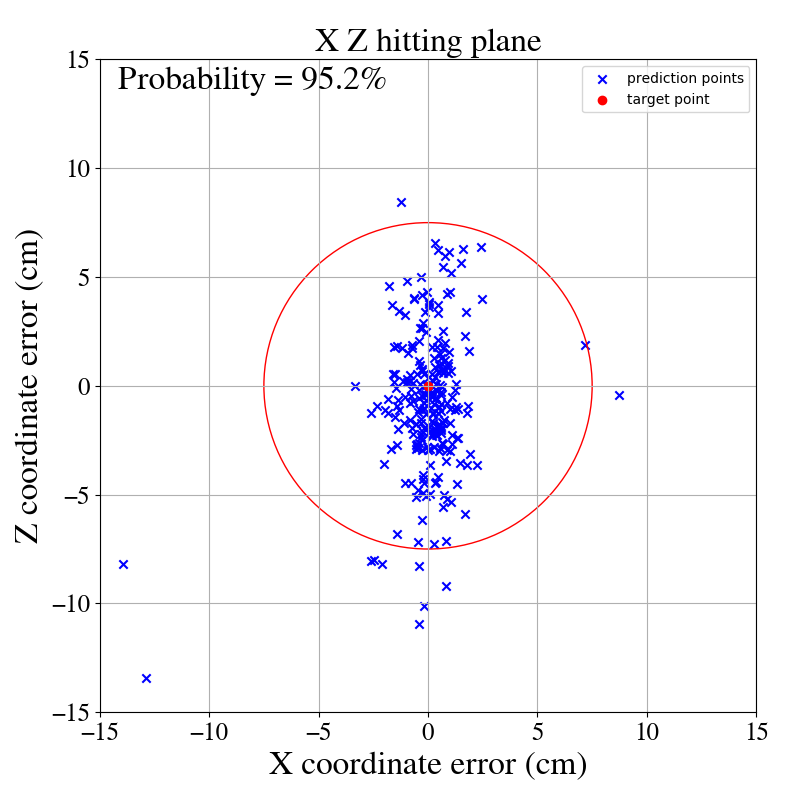 X Z hitting plane
Probability = 95.2%
prediction points
target point
15
10
5
0
−5
−10
−15
−15
−10
−5
0
5
10
15
Z coordinate error (cm)
X coordinate error (cm)